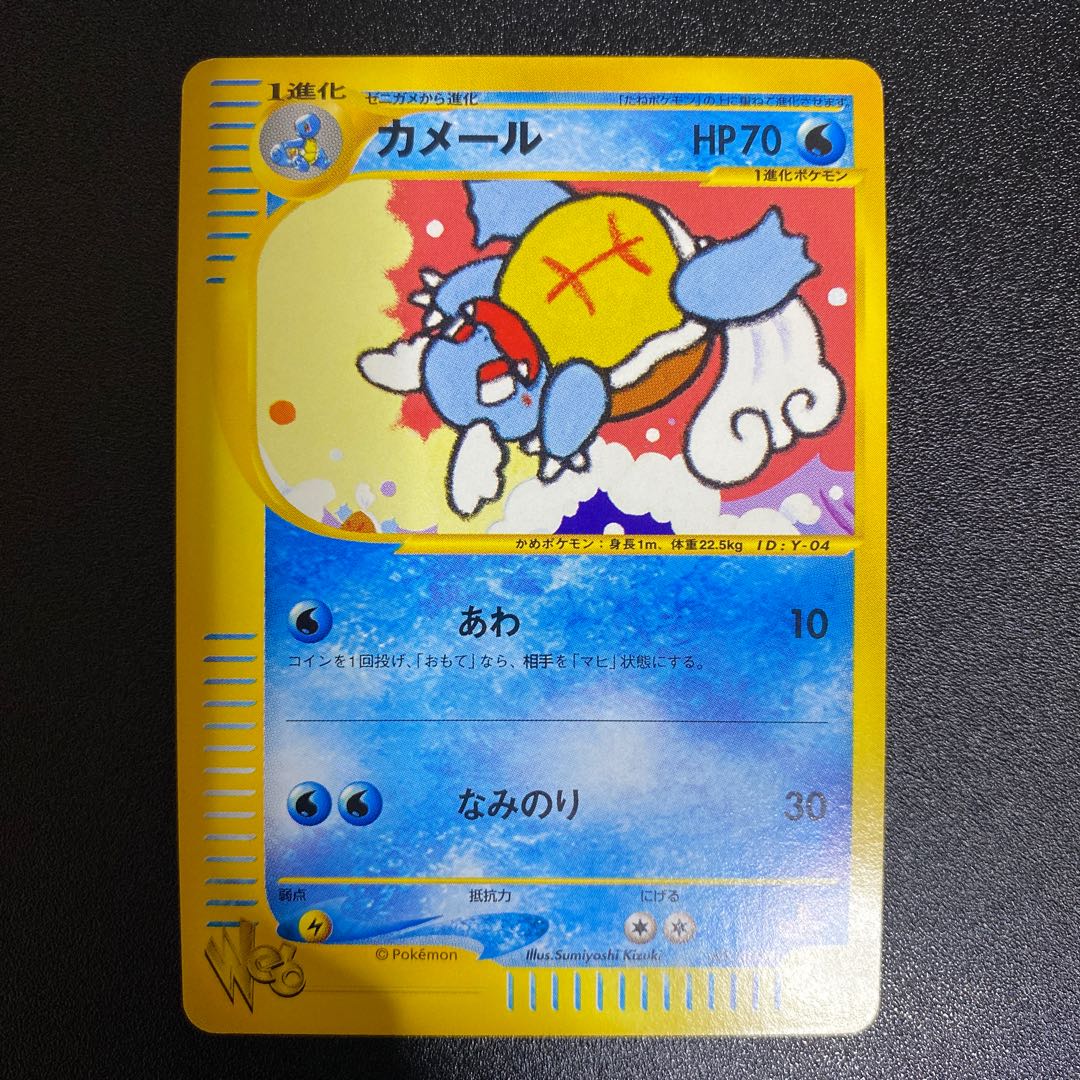 1進化
ゼニガメから進化
「たねポケモン」の上に重ねて進化させます。
カメール
HP70
1進化ポケモン
かめポケモン：身長1m、体重22.5kg ID:Y-04
あわ 10
コインを1回投げ、「おもて」なら、相手を「マヒ」状態にする。
なみのり 30
弱点
抵抗力
にげる
Web
© Pokémon
Illus.Sumiyoshi Kizuki